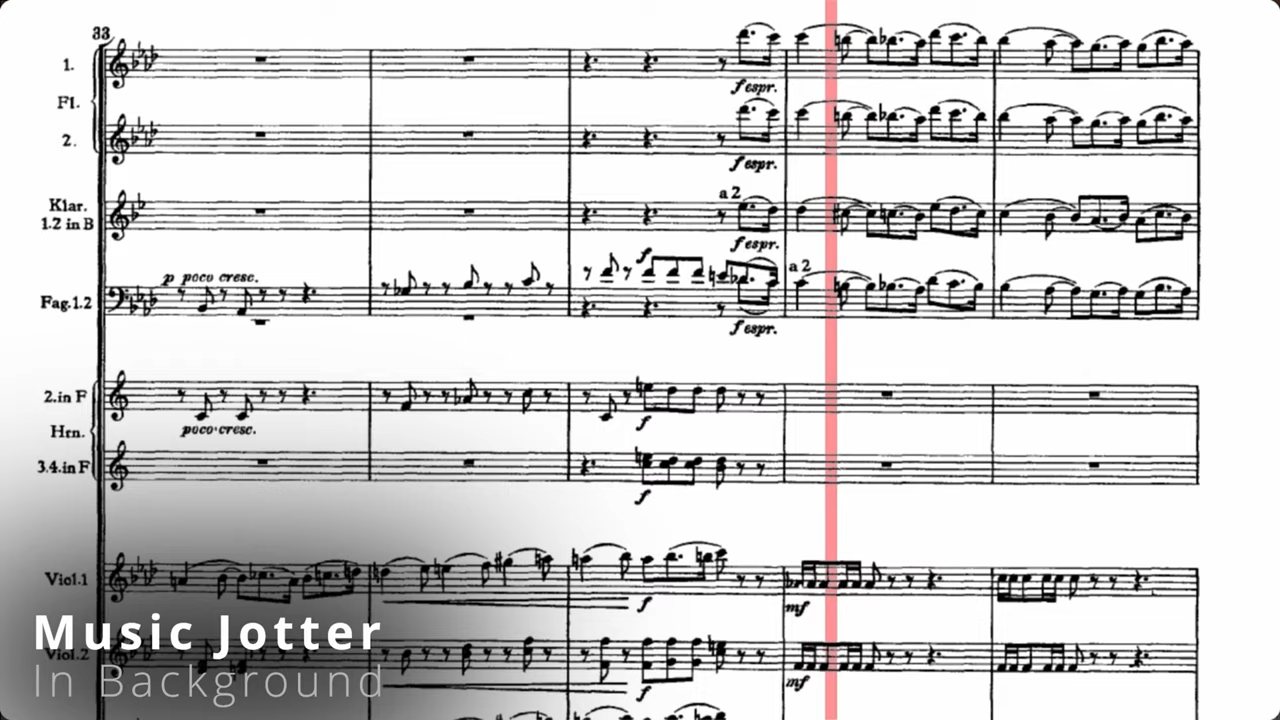 33
1.
Fl.
2.
f espr.
f espr.
Klar.
1.2 in B
a 2
f espr.
p poco cresc.
f
a 2
Fag.1.2
f espr.
2. in F
poco cresc.
f
Hrn.
3.4. in F
f
Viol.1
f
mf
Viol.2
f
mf
Music Jotter
In Background